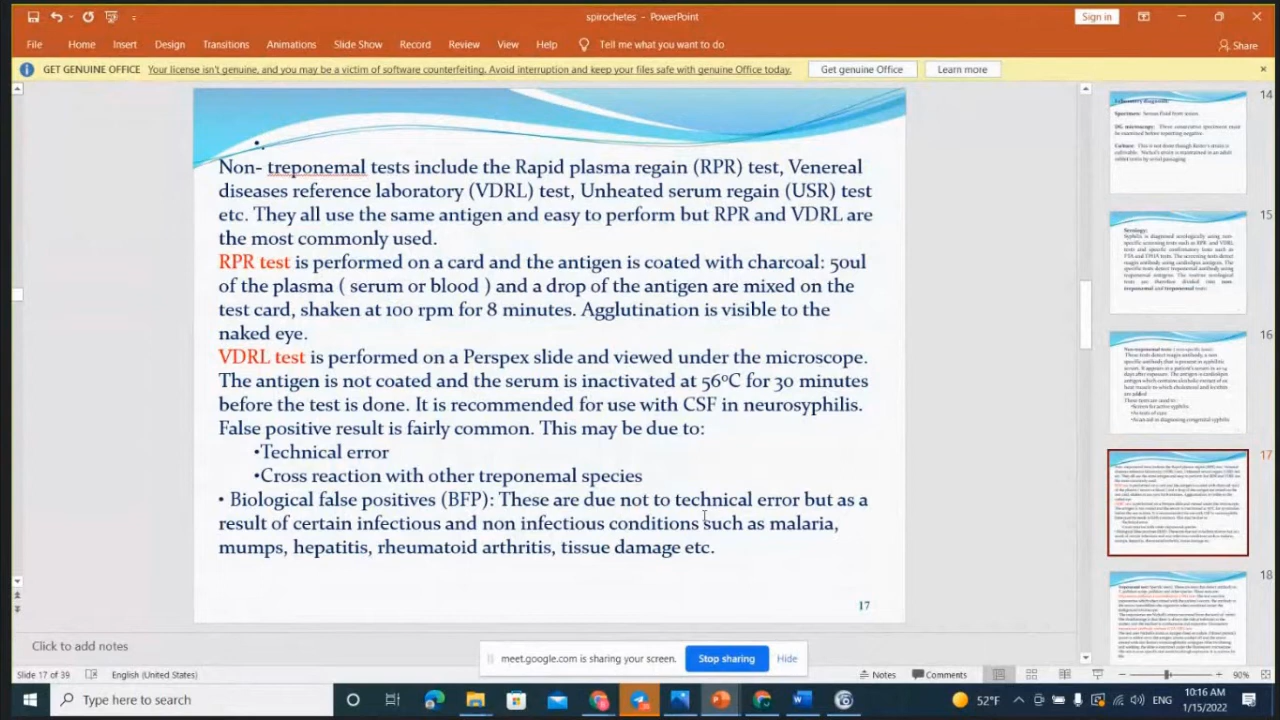 spirochetes - PowerPoint
Sign in
File Home Insert Design Transitions Animations Slide Show Record Review View Help Tell me what you want to do
Share
GET GENUINE OFFICE Your license isn't genuine, and you may be a victim of software counterfeiting. Avoid interruption and keep your files safe with genuine Office today. Get genuine Office Learn more
Non- treponemal tests include the Rapid plasma regain (RPR) test, Venereal
diseases reference laboratory (VDRL) test, Unheated serum regain (USR) test
etc. They all use the same antigen and easy to perform but RPR and VDRL are
the most commonly used.
RPR test is performed on a test card. The antigen is coated with charcoal: 50ul
of the plasma ( serum or blood) and a drop of the antigen are mixed on the
test card, shaken at 100 rpm for 8 minutes. Agglutination is visible to the
naked eye.
VDRL test is performed on a Perspex slide and viewed under the microscope.
The antigen is not coated and the serum is inactivated at 56°C for 30 minutes
before the test is done. It is recommended for use with CSF in neurosyphilis.
False positive result is fairly common. This may be due to:
•Technical error
•Cross reaction with other treponemal species
• Biological false positive (BFP): These are not to technical error but as a
result of certain infectious or non infectious conditions such as malaria,
mumps, hepatitis, rheumatoid arthritis, tissue damage etc.
17
14
15
Serology:
16
17
18
Click to add notes
meet.google.com is sharing your screen. Stop sharing Hide
Slide 17 of 39 English (United States) Notes Comments 90%
Type here to search
52°F ENG
10:16 AM
1/15/2022